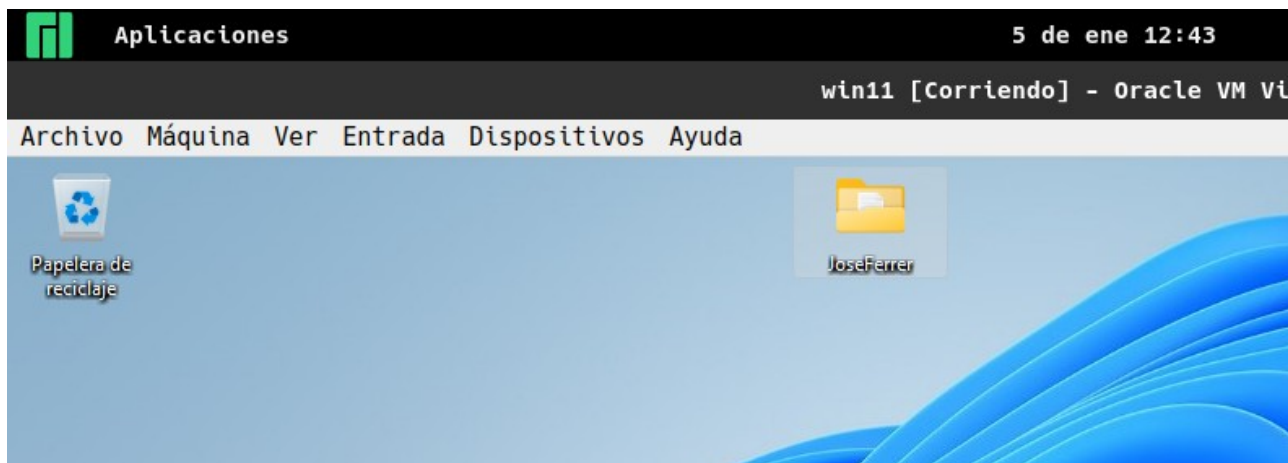 Aplicaciones 5 de ene 12:43
win11 [Corriendo] - Oracle VM Vi
Archivo Máquina Ver Entrada Dispositivos Ayuda
Papelera de
reciclaje
JoseFerrer